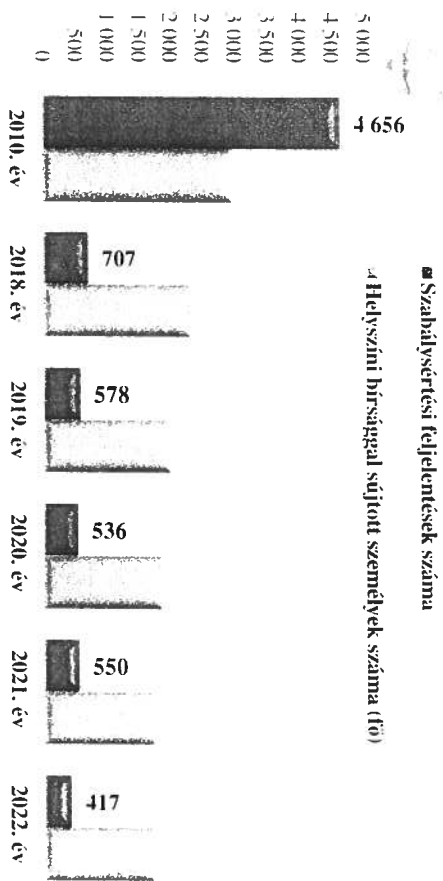 ■ Szabálysértési feljelentések száma
Helyszíni bírsággal sújtott személyek száma (fő)
5 000
4 500
4 000
3 500
3 000
2 500
2 000
1 500
1 000
500
0
4 656
707
578
536
550
417
2010. év
2018. év
2019. év
2020. év
2021. év
2022. év